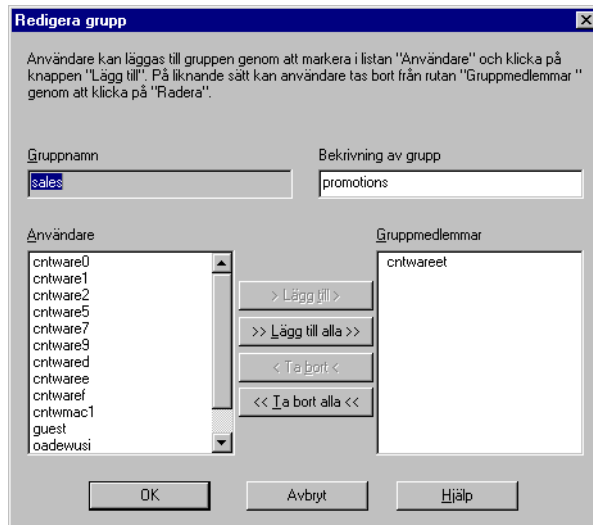 Redigera grupp
Användare kan läggas till gruppen genom att markera i listan "Användare" och klicka på
knappen "Lägg till". På liknande sätt kan användare tas bort från rutan "Gruppmedlemmar "
genom att klicka på "Radera".
Gruppnamn
Bekrivning av grupp
sales
promotions
Användare
Gruppmedlemmar
cntware0
cntware1
cntware2
cntware5
cntware7
cntware9
cntwared
cntwaree
cntwaref
cntwmac1
guest
oadewusi
> Lägg till >
>> Lägg till alla >>
< Ta bort <
<< Ta bort alla <<
cntwareet
OK
Avbryt
Hjälp